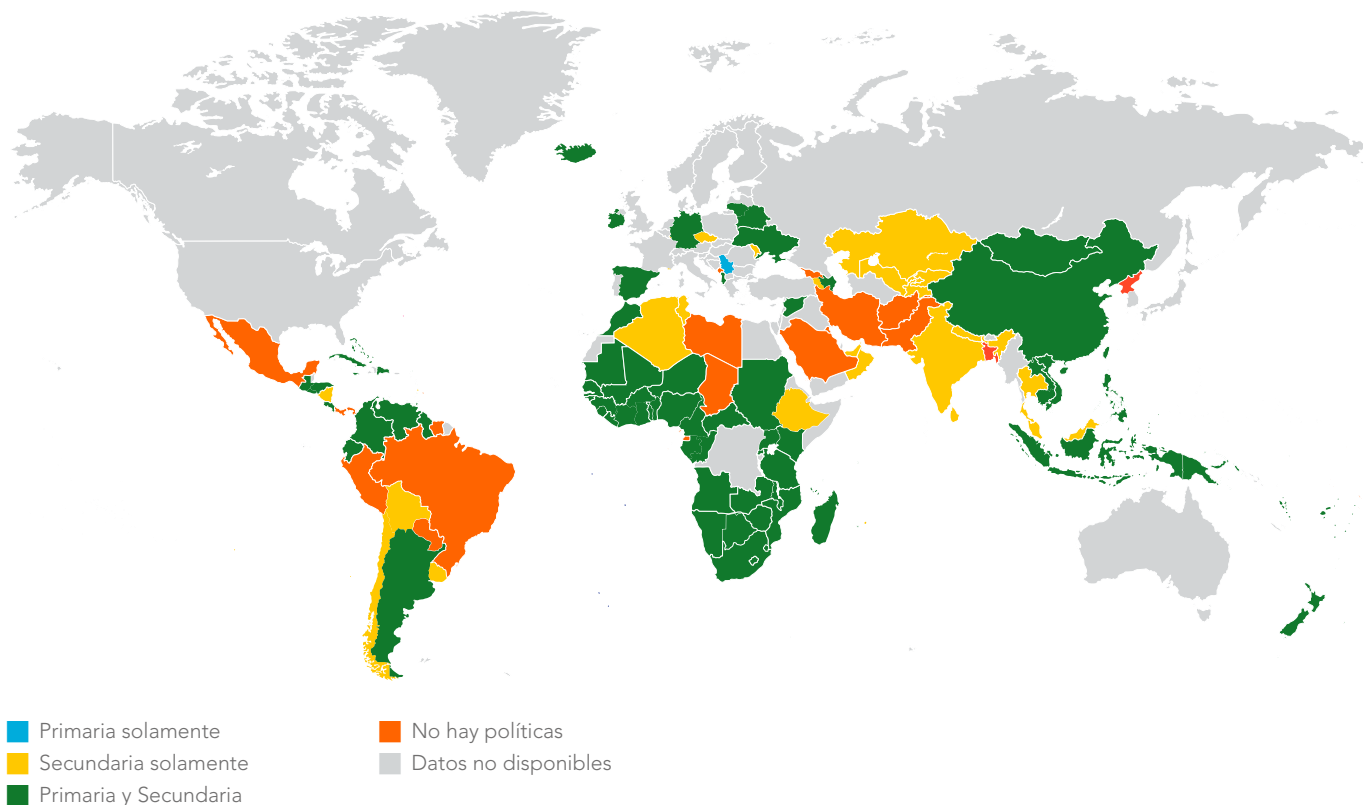 Primaria solamente
Secundaria solamente
Primaria y Secundaria
No hay políticas
Datos no disponibles